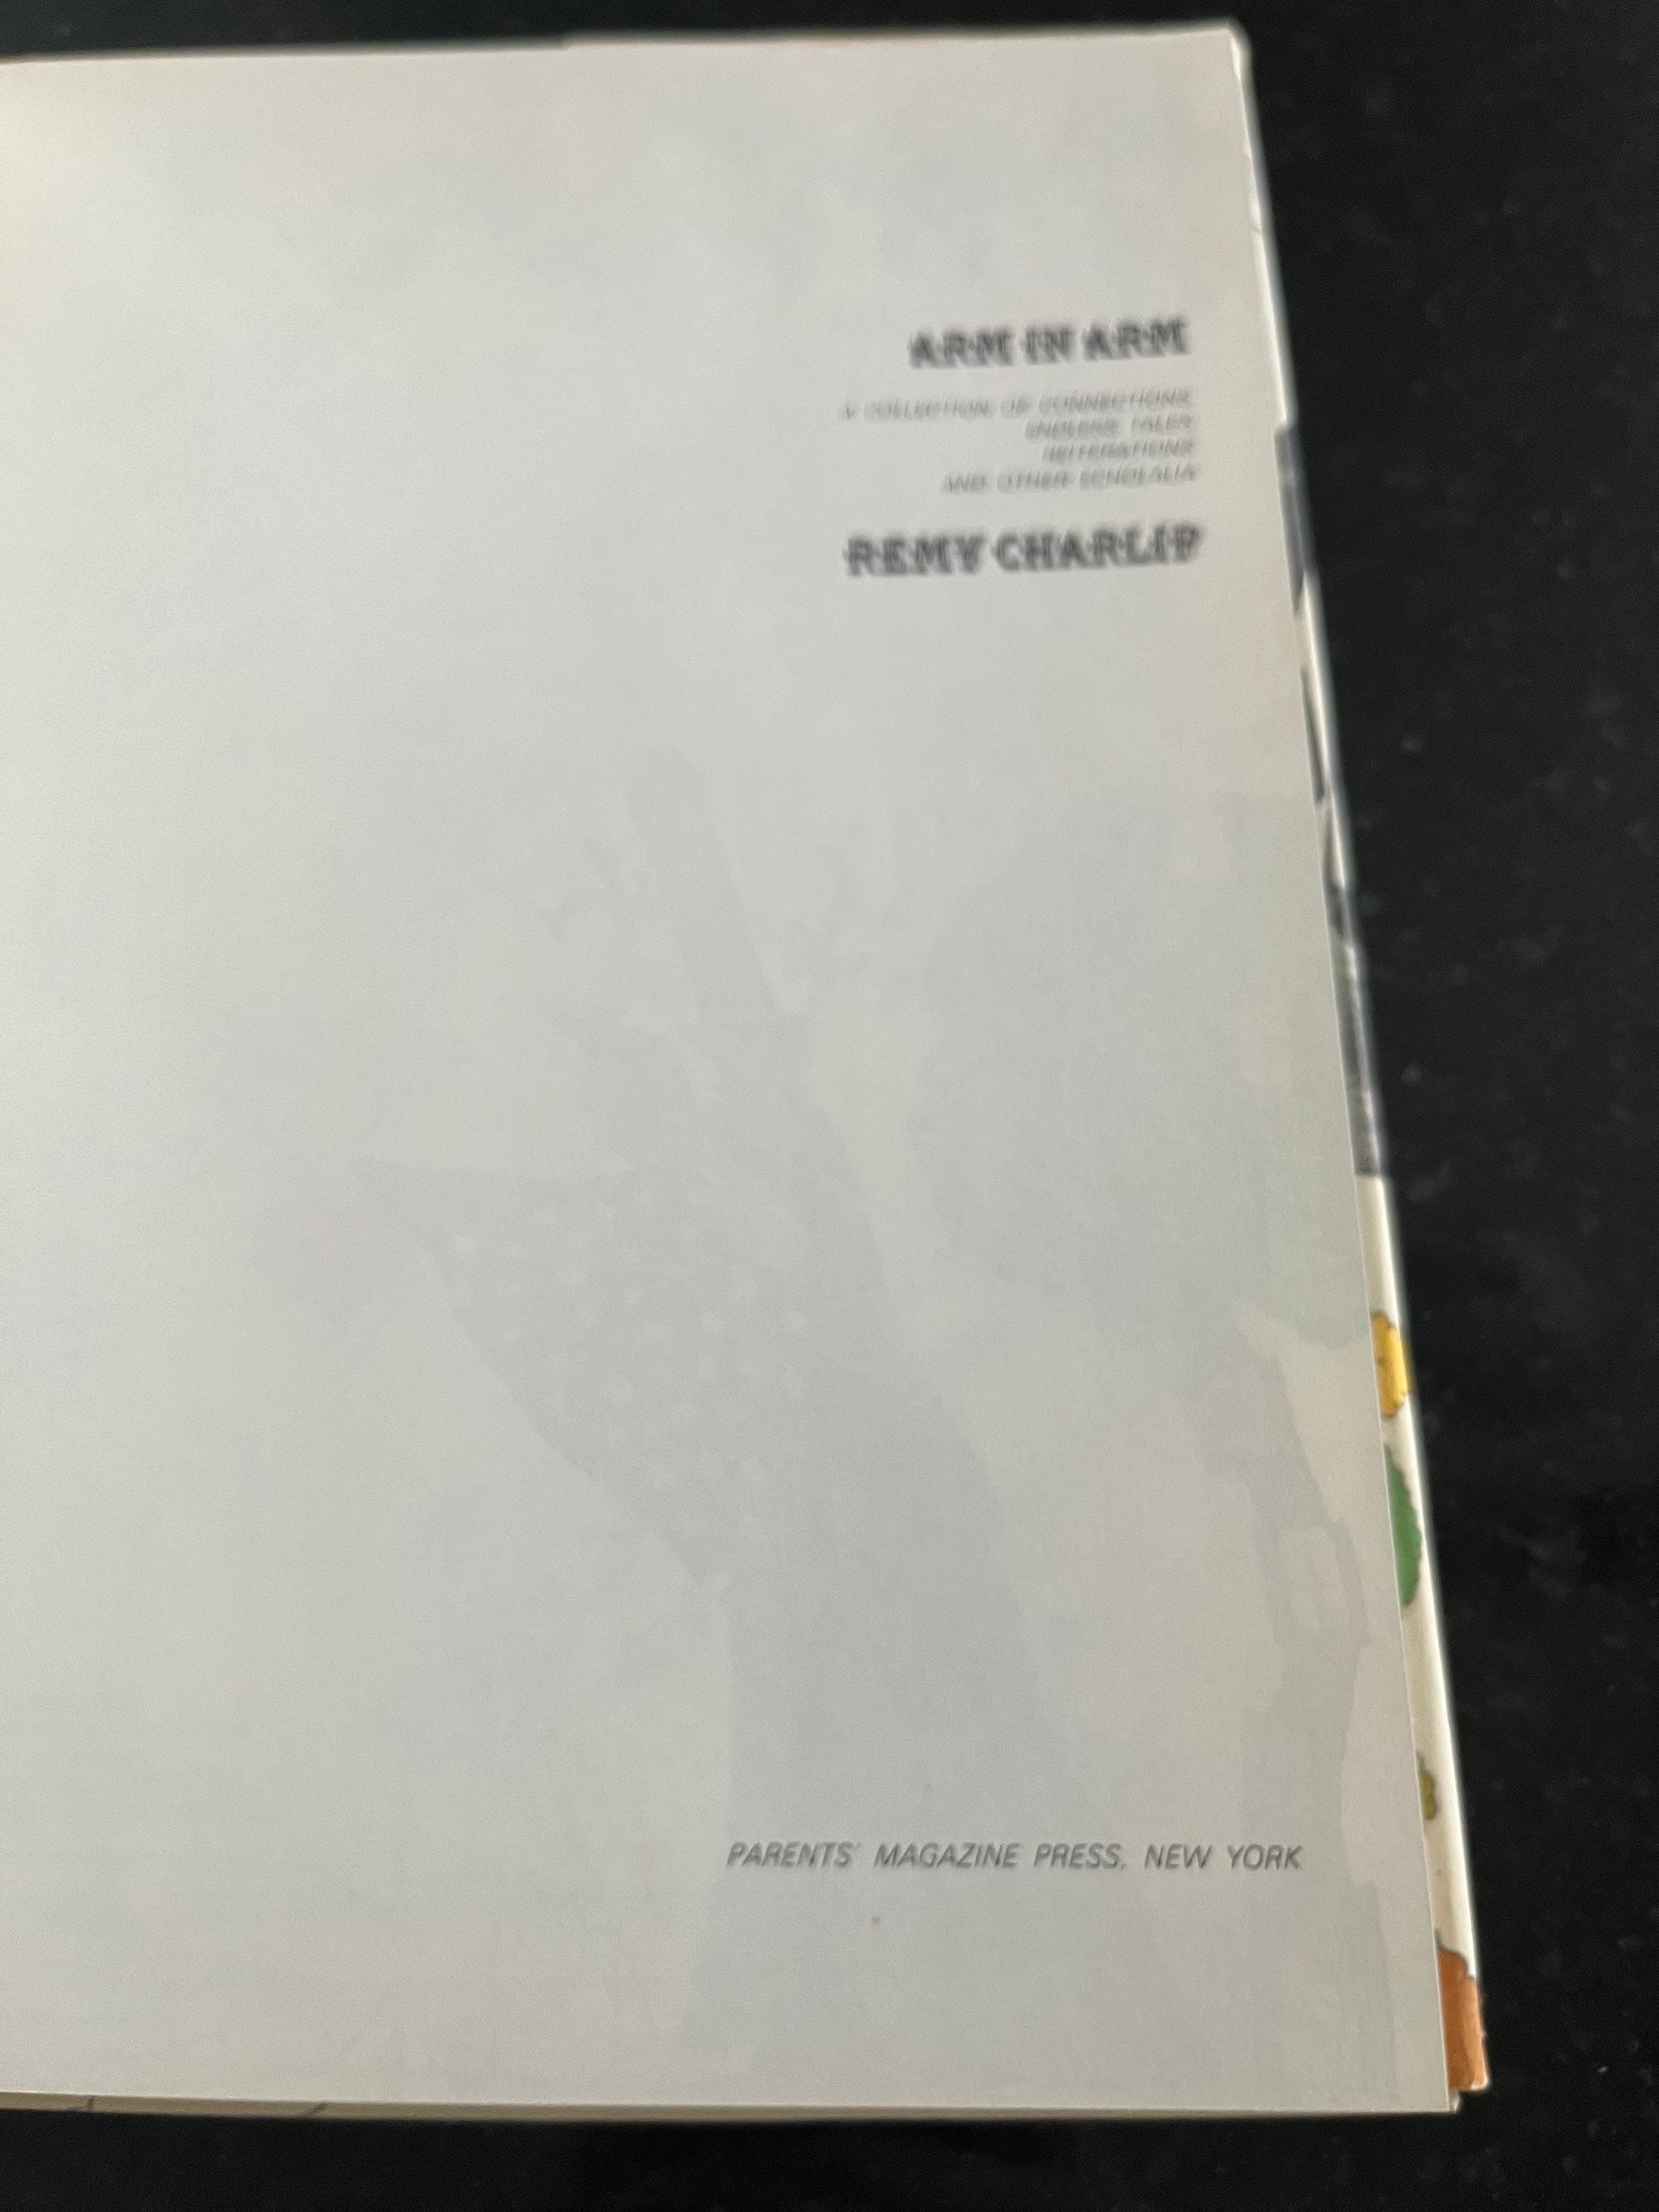 ARM IN ARM
A COLLECTION OF CONNECTIONS
ENDLESS TALES
REITERATIONS
AND OTHER ECHOLALIA
REMY CHARLIP
PARENTS' MAGAZINE PRESS, NEW YORK